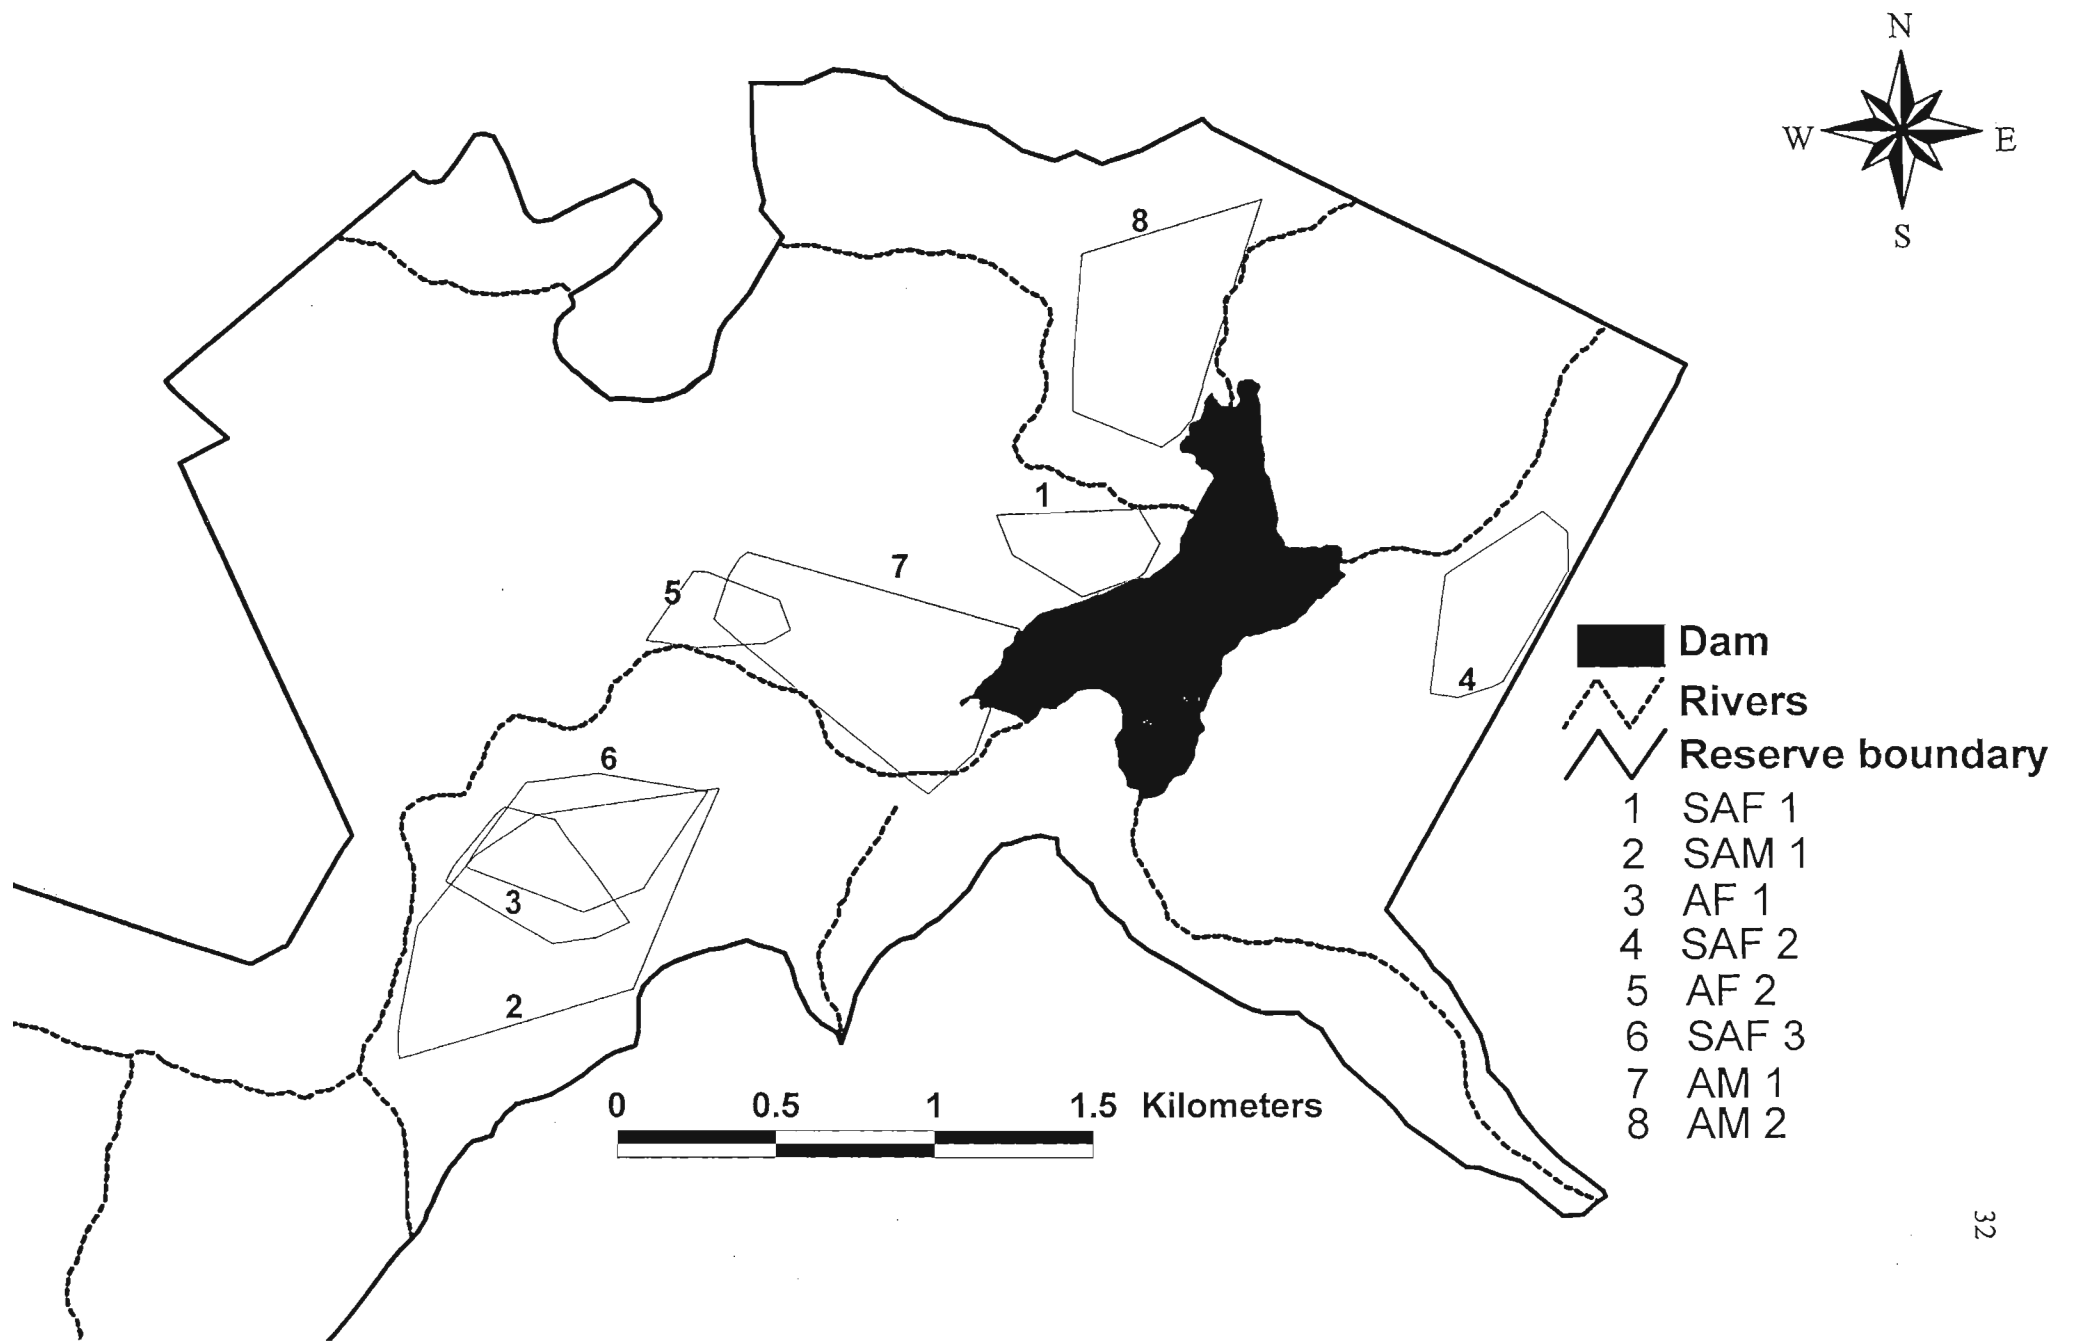 N
W E
S
8
1
7
5
4
6
3
2
Dam
Rivers
Reserve boundary
1 SAF 1
2 SAM 1
3 AF 1
4 SAF 2
5 AF 2
6 SAF 3
7 AM 1
8 AM 2
0 0.5 1 1.5 Kilometers
32